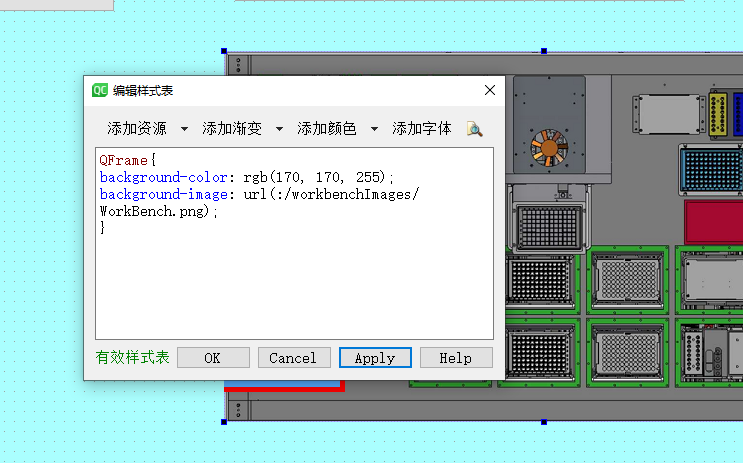 QC 编辑样式表
添加资源 添加渐变 添加颜色 添加字体
QFrame{
background-color: rgb(170, 170, 255);
background-image: url(:/workbenchImages/
WorkBench.png);
}
有效样式表 OK Cancel Apply Help